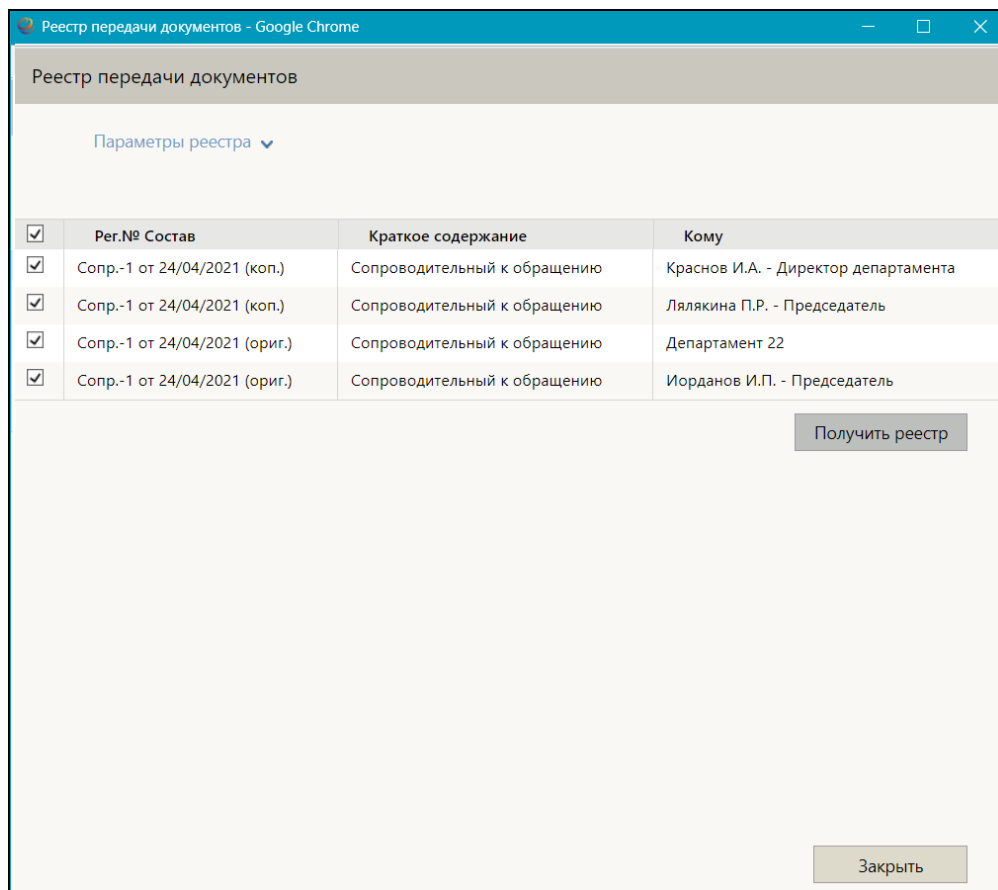 Реестр передачи документов - Google Chrome
Реестр передачи документов
Параметры реестра
Рег.№ Состав Краткое содержание Кому
Сопр.-1 от 24/04/2021 (коп.) Сопроводительный к обращению Краснов И.А. - Директор департамента
Сопр.-1 от 24/04/2021 (коп.) Сопроводительный к обращению Лялякина П.Р. - Председатель
Сопр.-1 от 24/04/2021 (ориг.) Сопроводительный к обращению Департамент 22
Сопр.-1 от 24/04/2021 (ориг.) Сопроводительный к обращению Иорданов И.П. - Председатель
Получить реестр
Закрыть